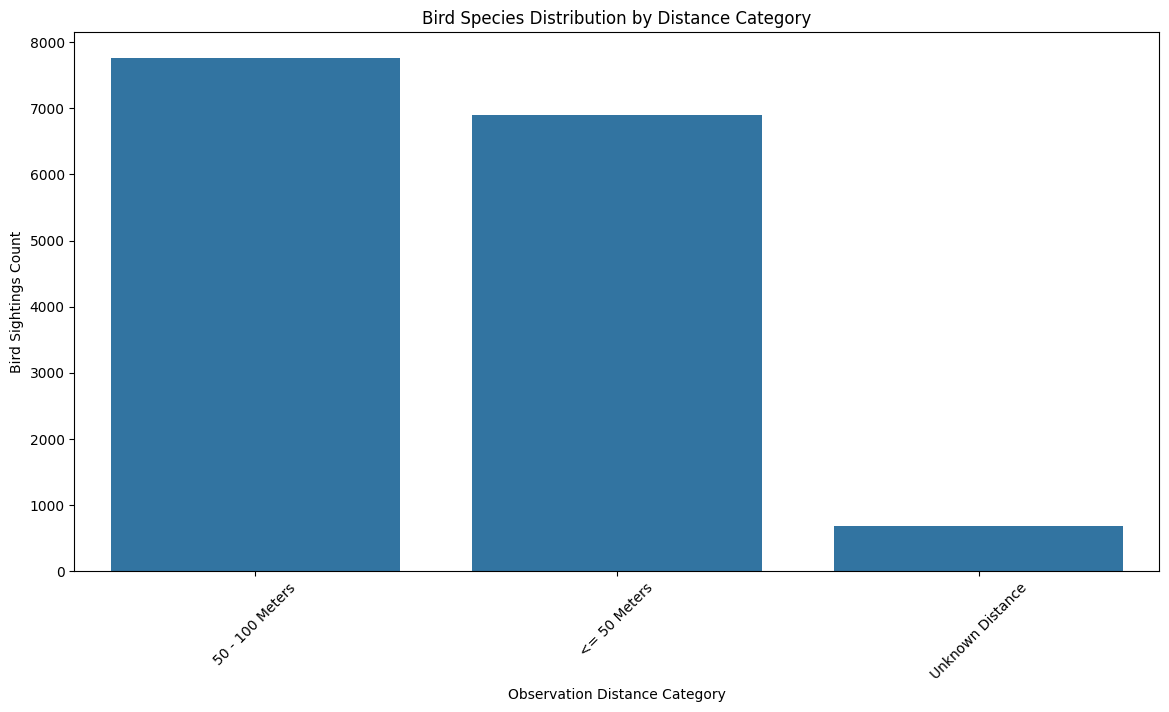 Bird Species Distribution by Distance Category
Bird Sightings Count
8000
7000
6000
5000
4000
3000
2000
1000
0
50 - 100 Meters
<= 50 Meters
Unknown Distance
Observation Distance Category